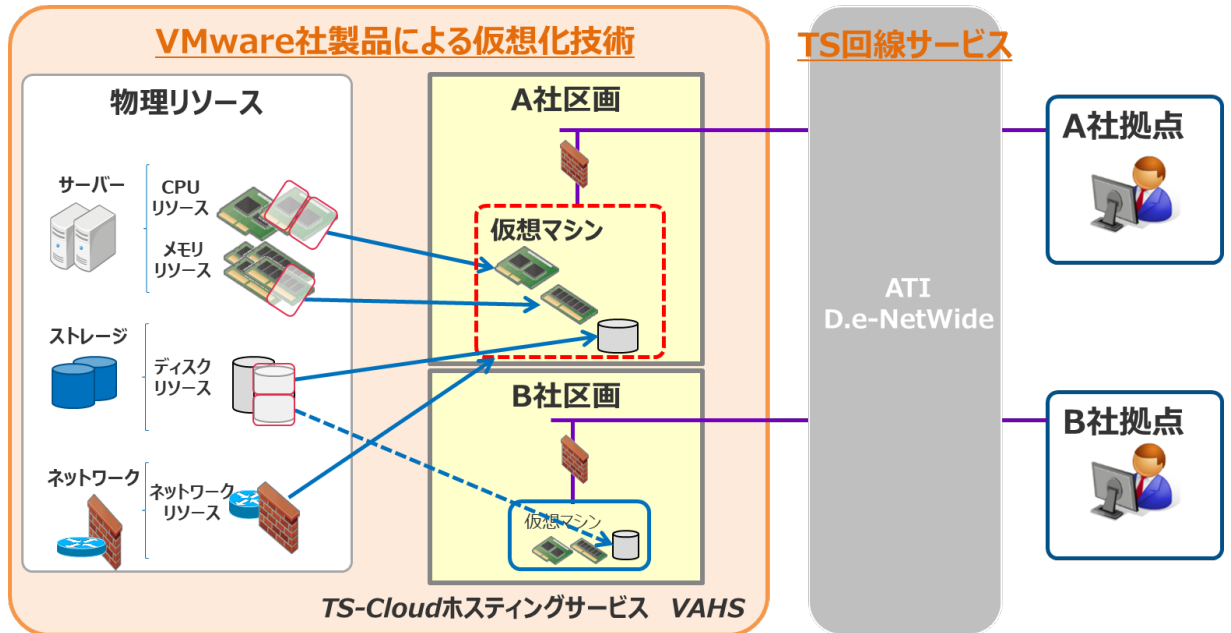 VMware社製品による仮想化技術
TS回線サービス
物理リソース
サーバー
CPU
リソース
メモリ
リソース
ストレージ
ディスク
リソース
ネットワーク
ネットワーク
リソース
A社区画
仮想マシン
B社区画
仮想マシン
TS-Cloudホスティングサービス VAHS
ATI
D.e-NetWide
A社拠点
B社拠点